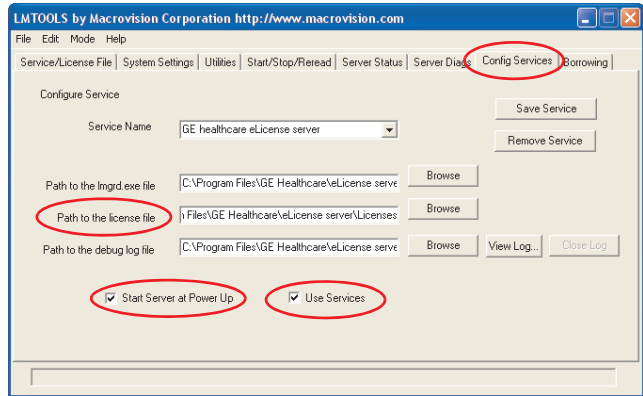 LMTOOLS by Macrovision Corporation http://www.macrovision.com
File Edit Mode Help
Service/License File System Settings Utilities Start/Stop/Reread Server Status Server Diags Config Services Borrowing
Configure Service
Save Service
Service Name GE healthcare eLicense server
Remove Service
Path to the lmgrd.exe file C:\Program Files\GE Healthcare\eLicense serve Browse
Path to the license file Files\GE Healthcare\eLicense server\Licenses Browse
Path to the debug log file C:\Program Files\GE Healthcare\eLicense serve Browse View Log... Close Log
Start Server at Power Up Use Services